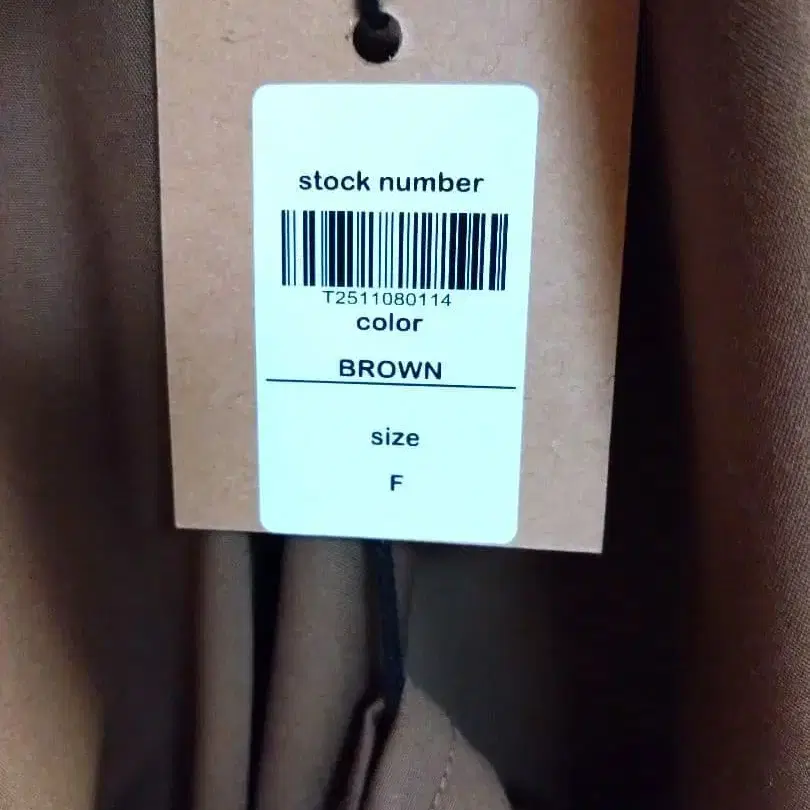 stock number
T2511080114
color
BROWN
size
F